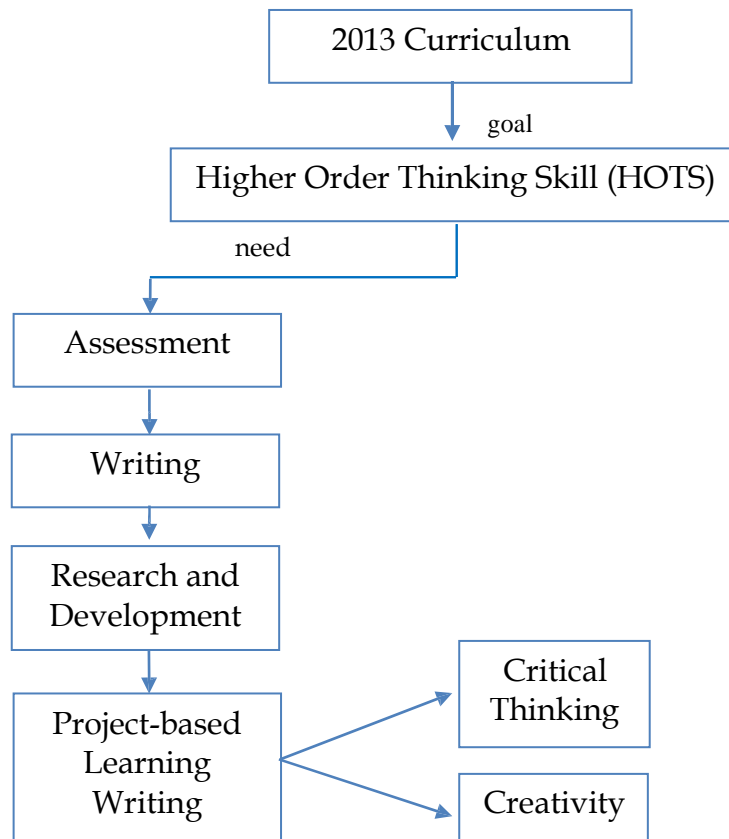 2013 Curriculum
goal
Higher Order Thinking Skill (HOTS)
need
Assessment
Writing
Research and
Development
Project-based
Learning
Writing
Critical
Thinking
Creativity